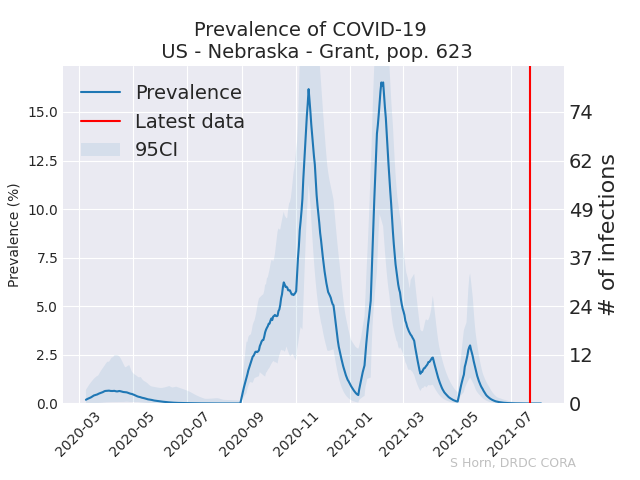 Prevalence of COVID-19
US - Nebraska - Grant, pop. 623
Prevalence
Latest data
95CI
Prevalence (%)
15.0
12.5
10.0
7.5
5.0
2.5
0.0
74
62
49
37
24
12
0
# of infections
2020-03
2020-05
2020-07
2020-09
2020-11
2021-01
2021-03
2021-05
2021-07
S Horn, DRDC CORA